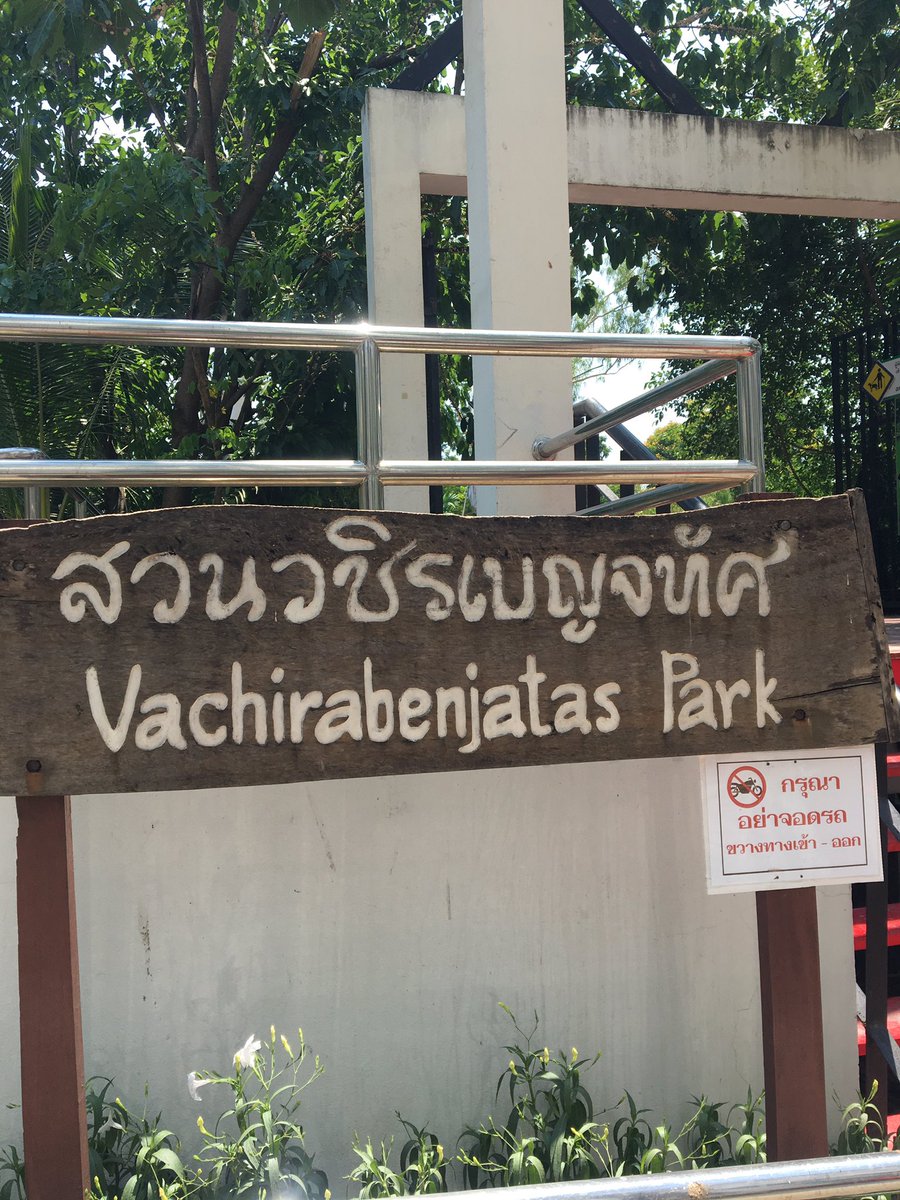 สวนวชิรเบญจทัศ
Vachirabenjatas Park
กรุณา
อย่าจอดรถ
ขวางทางเข้า - ออก